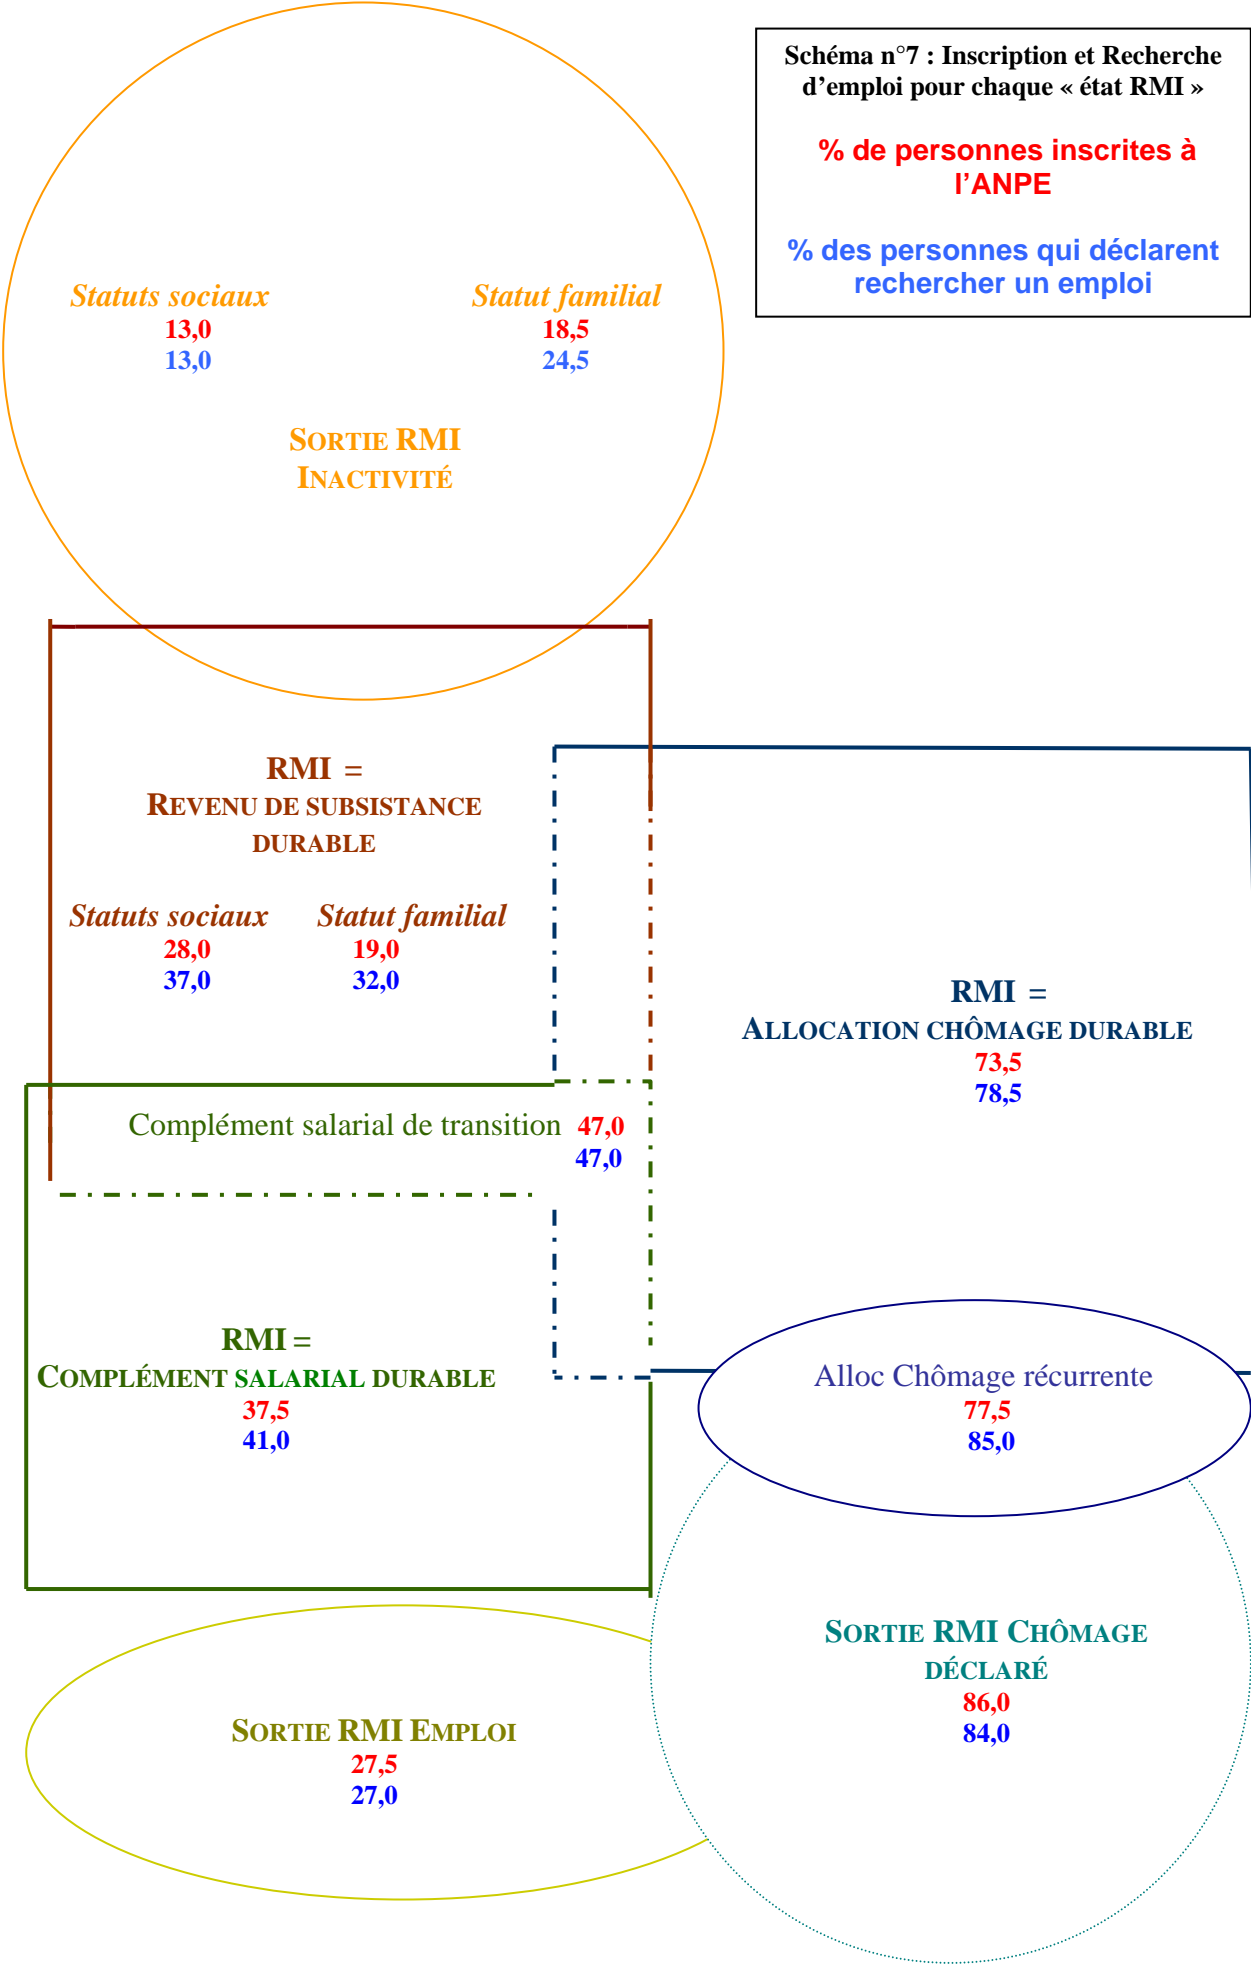 Schéma n°7 : Inscription et Recherche
d'emploi pour chaque « état RMI »
% de personnes inscrites à
l'ANPE
% des personnes qui déclarent
rechercher un emploi
Statuts sociaux
13,0
13,0
Statut familial
18,5
24,5
SORTIE RMI
INACTIVITÉ
RMI =
REVENU DE SUBSISTANCE
DURABLE
Statuts sociaux
28,0
37,0
Statut familial
19,0
32,0
RMI =
ALLOCATION CHÔMAGE DURABLE
73,5
78,5
Complément salarial de transition 47,0
47,0
RMI =
COMPLÉMENT SALARIAL DURABLE
37,5
41,0
Alloc Chômage récurrente
77,5
85,0
SORTIE RMI CHÔMAGE
DÉCLARÉ
86,0
84,0
SORTIE RMI EMPLOI
27,5
27,0